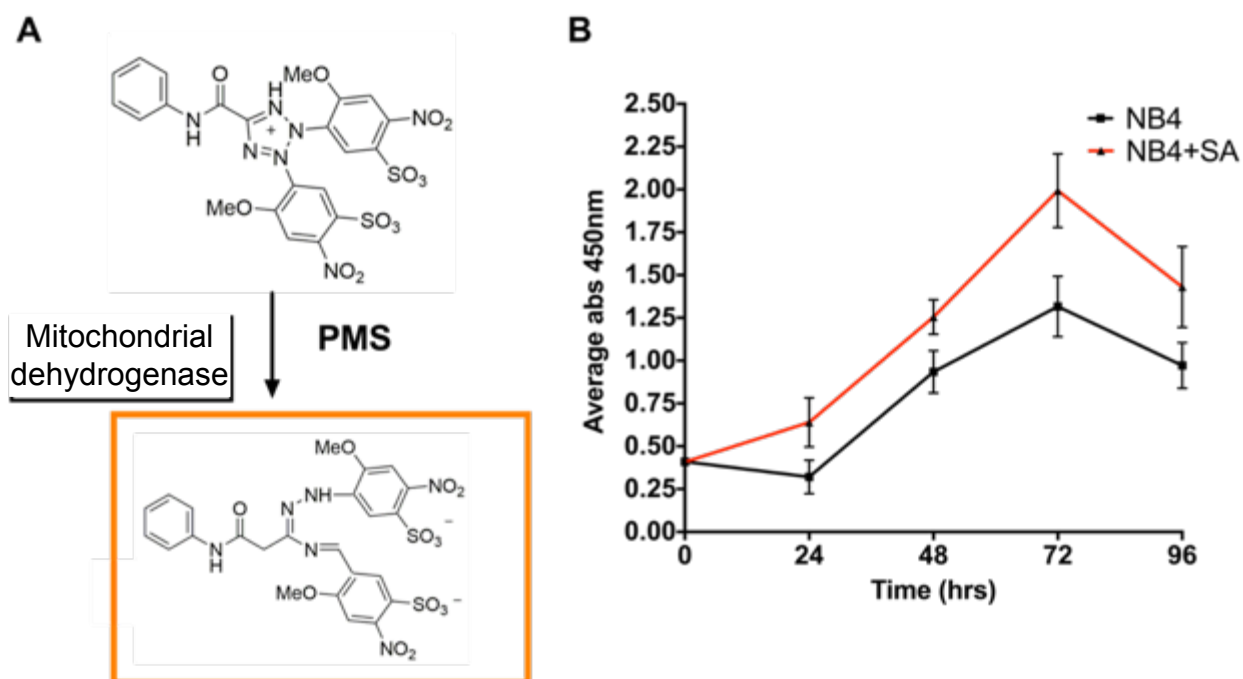 A
O
N
H
H
N
N
N
N
+
MeO
NO₂
SO₃
MeO
SO₃
NO₂
Mitochondrial
dehydrogenase
PMS
MeO
NO₂
SO₃⁻
N
NH
O
N
H
N
MeO
SO₃⁻
NO₂
B
NB4
NB4+SA
Average abs 450nm
2.50
2.25
2.00
1.75
1.50
1.25
1.00
0.75
0.50
0.25
0.00
0 24 48 72 96
Time (hrs)